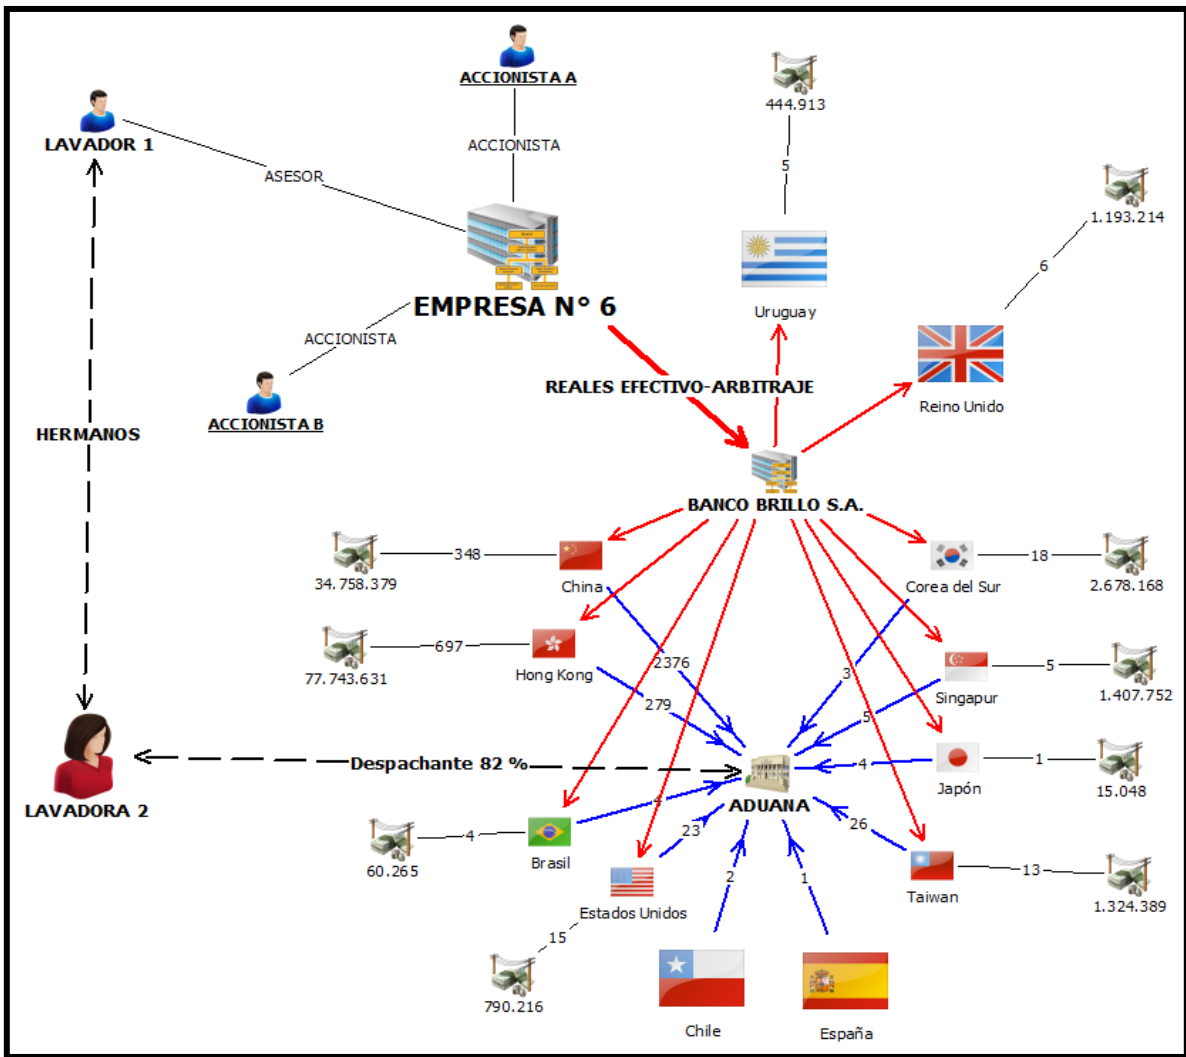 ACCIONISTA A
444.913
LAVADOR 1
ACCIONISTA
5
ASESOR
1.193.214
6
EMPRESA N° 6
Uruguay
ACCIONISTA
REALES EFECTIVO-ARBITRAJE
Reino Unido
ACCIONISTA B
HERMANOS
BANCO BRILLO S.A.
348
18
34.758.379
China
Corea del Sur
2.678.168
697
2376
5
77.743.631
Hong Kong
3
Singapur
1.407.752
279
5
Despachante 82 %
4
1
LAVADORA 2
ADUANA
Japón
15.048
4
4
23
26
60.265
Brasil
13
2
1
Taiwan
1.324.389
Estados Unidos
15
790.216
Chile
España